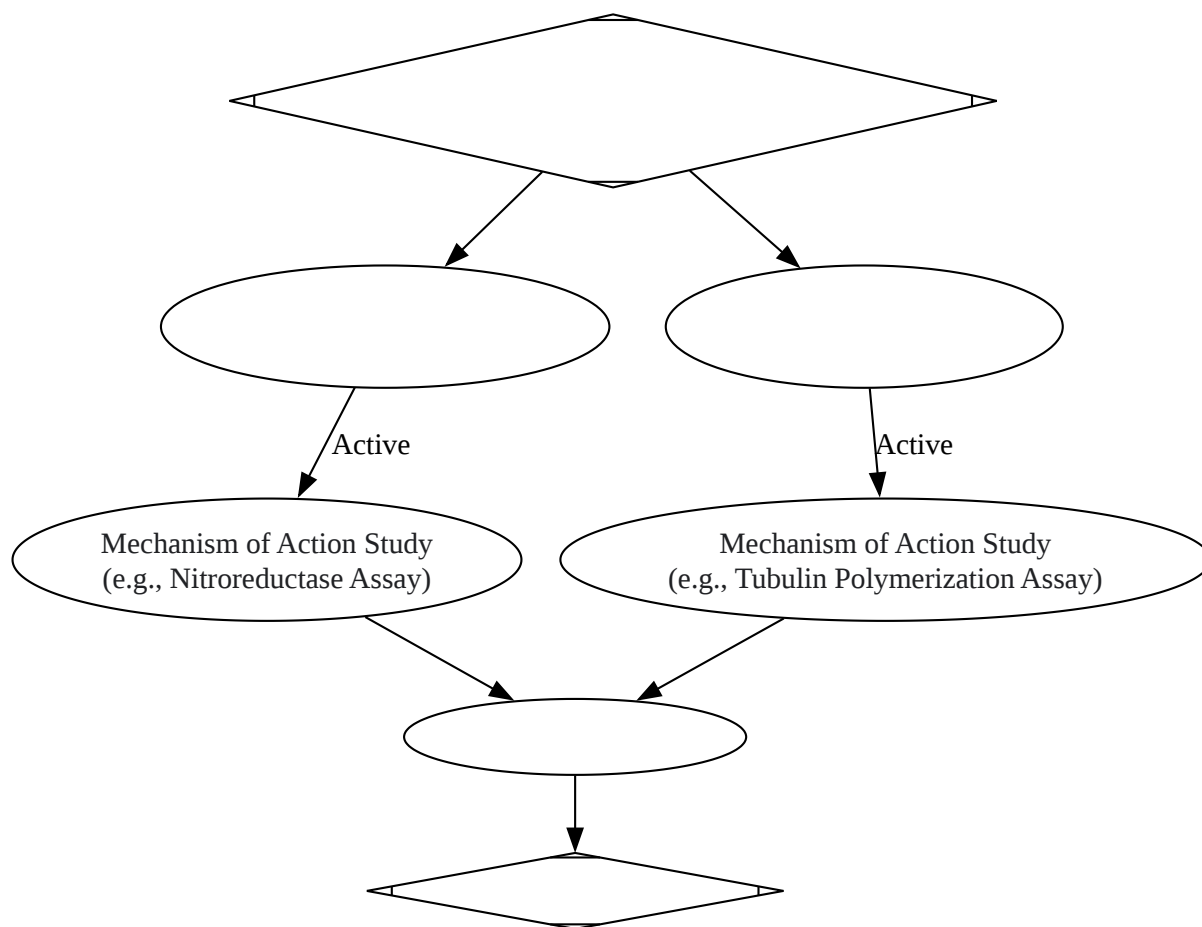 Active
Active
Mechanism of Action Study
(e.g., Nitroreductase Assay)
Mechanism of Action Study
(e.g., Tubulin Polymerization Assay)